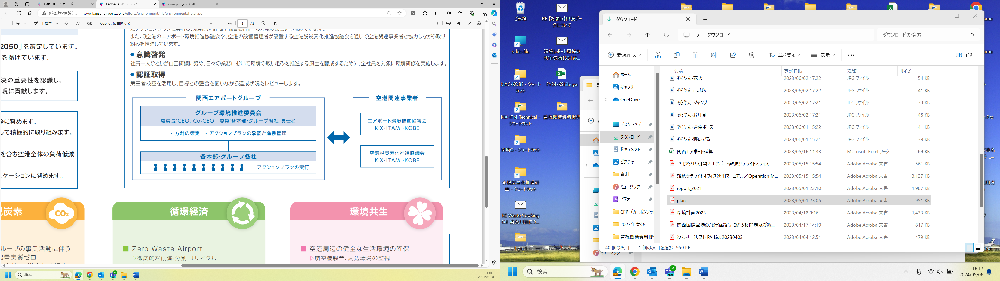 環境計画 | 関西エアポート
KANSAI AIRPORTS0329
envreport_2023.pdf
セキュリティ保護なし
www.kansai-airports.co.jp/efforts/environment/file/environmental-plan.pdf
手描き
Copilot に質問する
2
/ 2
たアクションプランを実行し、定期的に評価や報告を行い、取り組み改善につなげています。
また、3空港のエアポート環境推進協議会や、空港の設置管理者が設置する空港脱炭素化推進協議会を通じて空港関連事業者と協力しながら取り
組みを推進しています。
● 意識啓発
社員一人ひとりが自己研鑽に努め、日々の業務において環境の取り組みを推進する風土を醸成するために、全社員を対象に環境研修を実施します。
● 認証取得
第三者検証を活用し、目標との整合を図りながら達成状況をレビューします。
2050」を策定しています。
を掲げています。
決の重要性を認識し、
現に貢献します。
全に努めます。
して積極的に取り組みます。
を含む空港全体の負荷低減
ニケーションに努めます。
関西エアポートグループ
グループ環境推進委員会
委員長：CEO, Co-CEO 委員：各本部・グループ各社 責任者
・方針の策定 ・アクションプランの承認と進捗管理
各本部・グループ各社
アクションプランの実行
空港関連事業者
エアポート環境推進協議会
KIX・ITAMI・KOBE
空港脱炭素化推進協議会
KIX・ITAMI・KOBE
脱炭素
CO₂
循環経済
環境共生
ループの事業活動に伴う
出量実質ゼロ
Zero Waste Airport
▷徹底的な削減・分別・リサイクル
空港周辺の健全な生活環境の確保
▷航空機騒音、周辺環境の監視
検索
18:17
2024/05/08
ごみ箱
RE 【お願い】出張デー
タについて
s-kix-file
環境レポート原稿の
執筆依頼【531締...
KIAC-KOBE - ショート
カット
FY24-KShibuya
KIX-ITM_Technical -
ショートカット
監視機構資料提供
環境G - ショートカット
★脱炭素化推進計
画 - ショートカット
RE Waste Cooking
Oil 廃食用油につ...
1 on 1
ダウンロード
ダウンロード
ダウンロードの検索
新規作成
並べ替え
表示
詳細
ホーム
ギャラリー
OneDrive
デスクトップ
ダウンロード
ドキュメント
ピクチャ
資料
ミュージック
ビデオ
CFP（カーボンフッ
2023年度分
監視機構資料提
ミュージック
名前 更新日時 種類 サイズ
そらやん-花火 2023/06/02 17:22 JPG ファイル 54 KB
そらやん-しょぼん 2023/06/02 17:22 JPG ファイル 41 KB
そらやん-ジャンプ 2023/06/02 17:21 JPG ファイル 39 KB
そらやん-お月見 2023/06/02 17:21 JPG ファイル 48 KB
そらやん-通常ポーズ 2023/06/01 15:22 JPG ファイル 41 KB
そらやん-寝転がる 2023/06/01 15:21 JPG ファイル 39 KB
関西エアポート試算 2023/05/16 11:33 Microsoft Excel ワーク... 69 KB
JP_【アクセス】関西エアポート難波サテライトオフィス 2023/05/15 15:54 Adobe Acroba 文書 561 KB
難波サテライトオフィス運用マニュアル／Operation M... 2023/05/15 15:54 Adobe Acroba 文書 3,137 KB
report_2021 2023/05/01 23:10 Adobe Acroba 文書 1,987 KB
plan 2023/05/01 23:05 Adobe Acroba 文書 951 KB
環境計画2023 2023/04/18 9:16 Adobe Acroba 文書 1,433 KB
関西国際空港の飛行経路等に係る諸問題及び総... 2023/04/17 14:19 Adobe Acroba 文書 817 KB
役員担当リスト PA List 20230403 2023/04/04 12:51 Adobe Acroba 文書 479 KB
40 個の項目 1 個の項目を選択 950 KB
検索
あ
18:17
2024/05/08